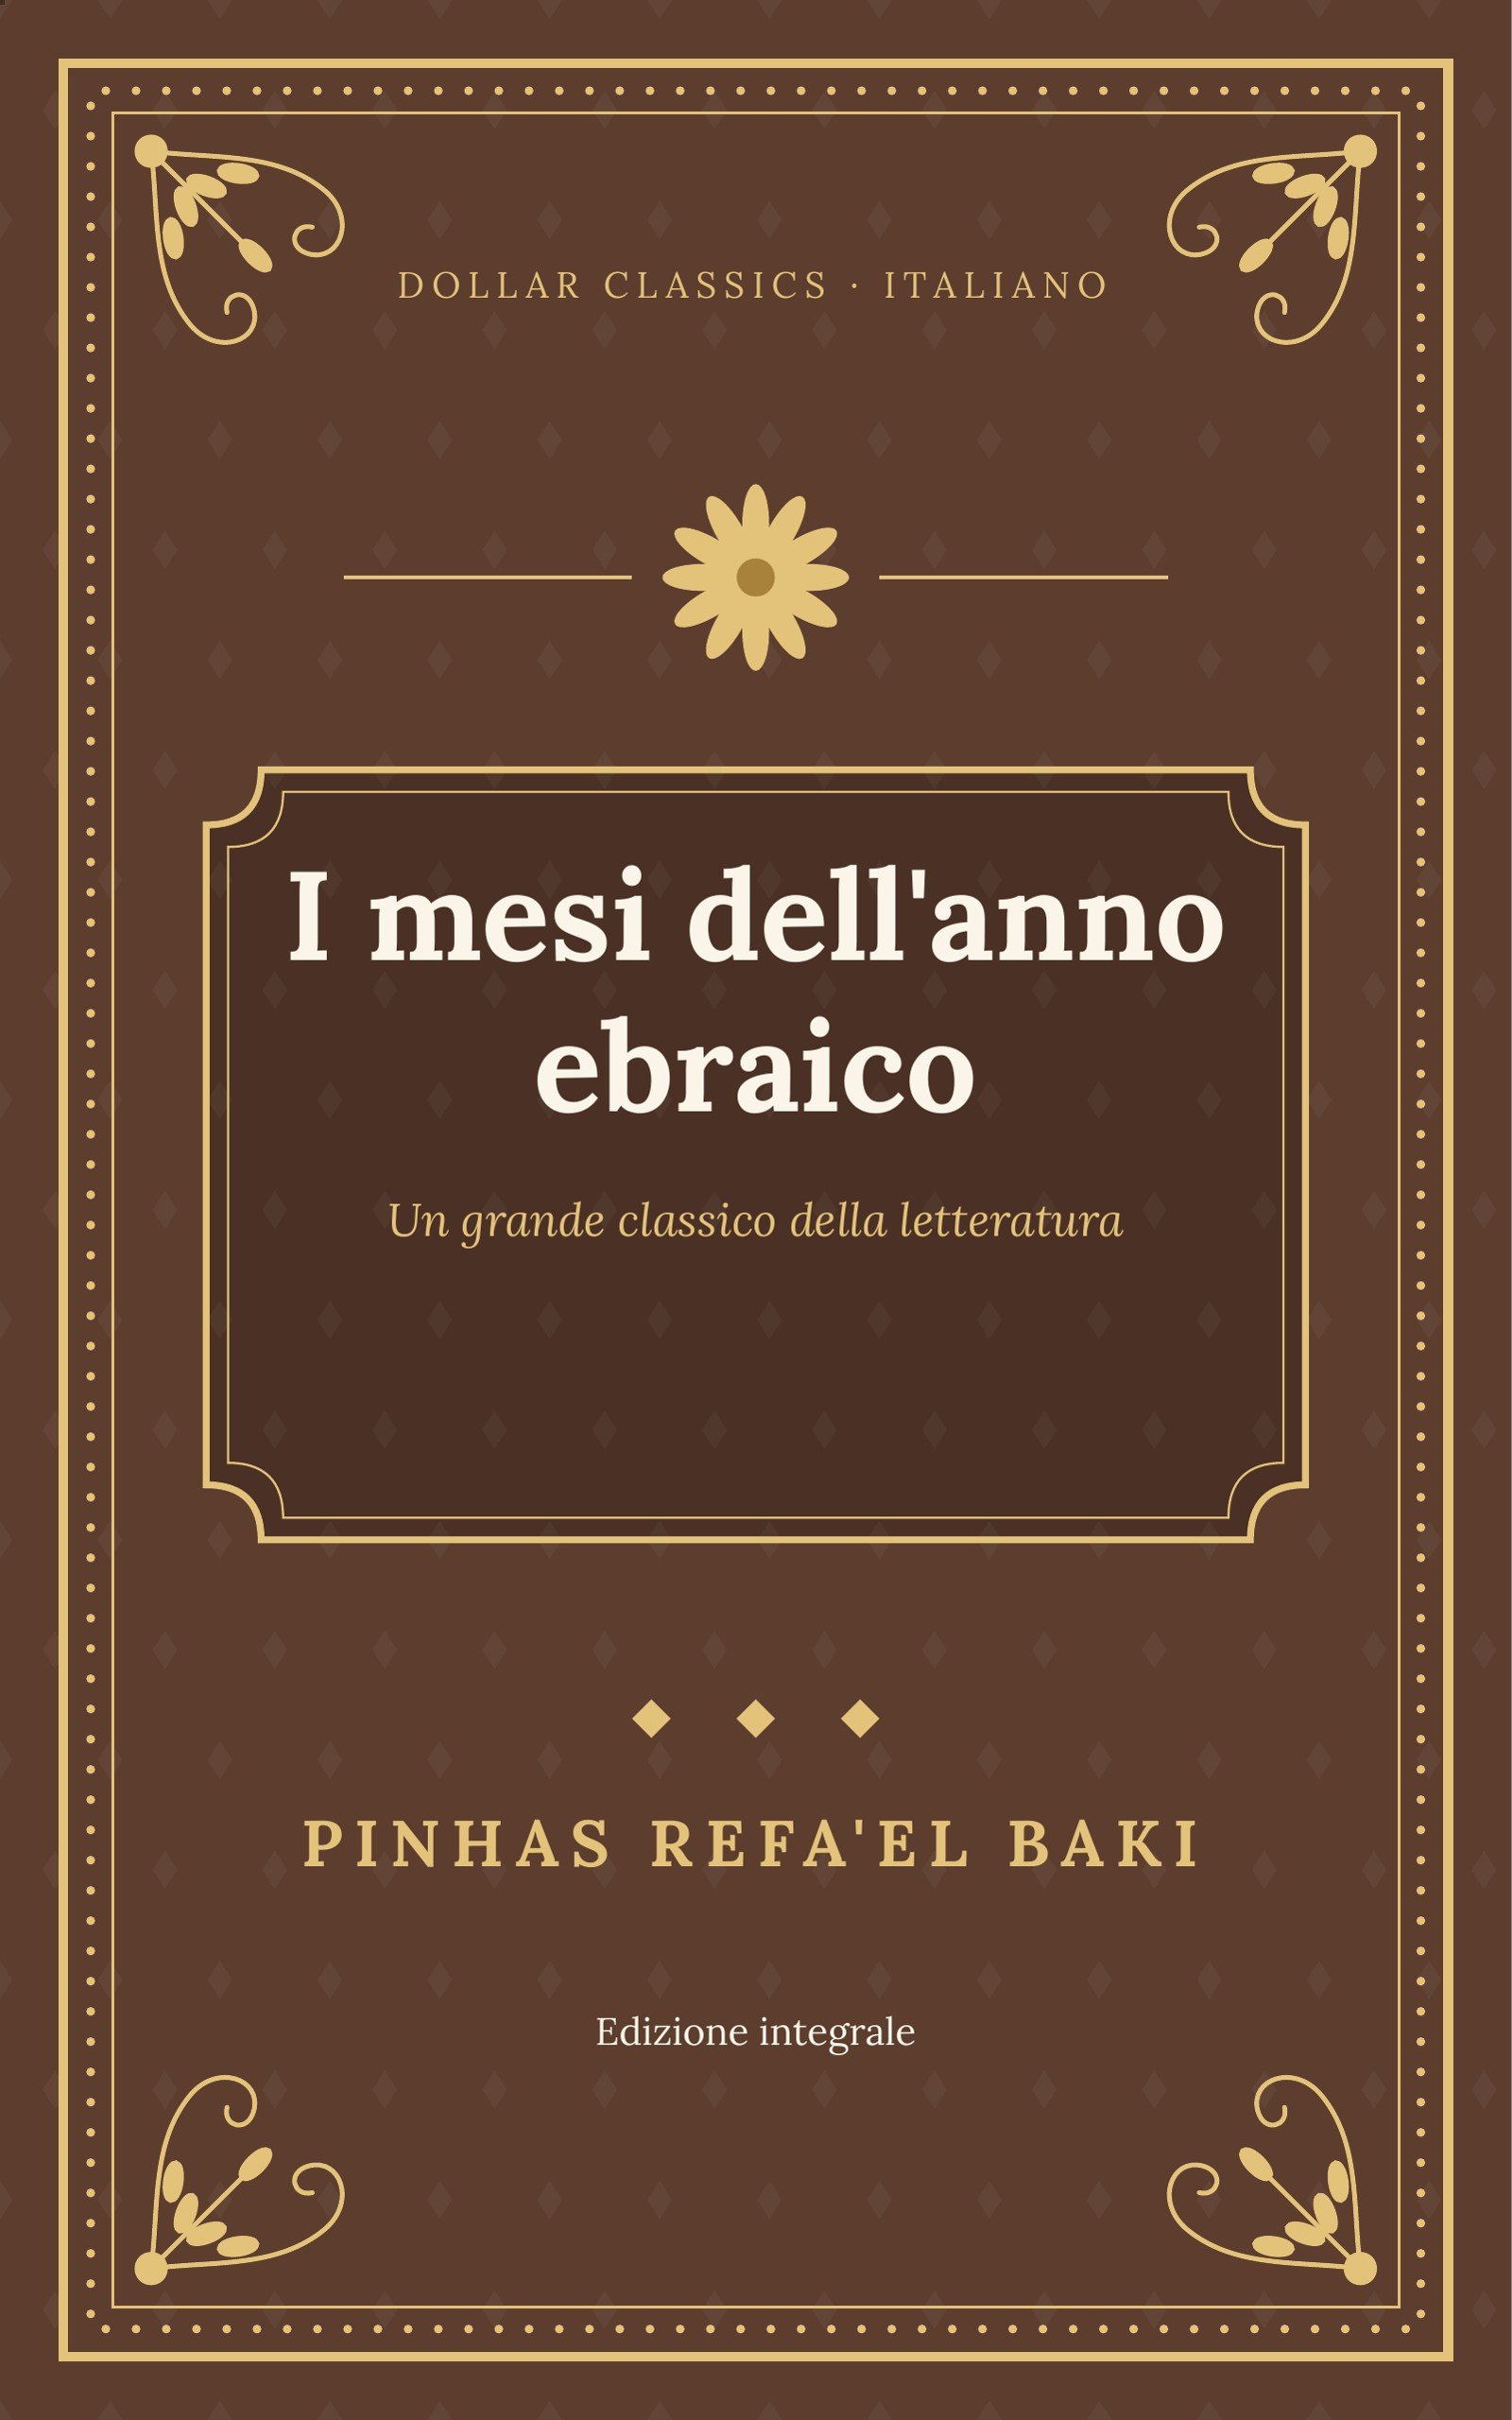 DOLLAR CLASSICS · ITALIANO
I mesi dell'anno
ebraico
Un grande classico della letteratura
PINHAS REFA'EL BAKI
Edizione integrale